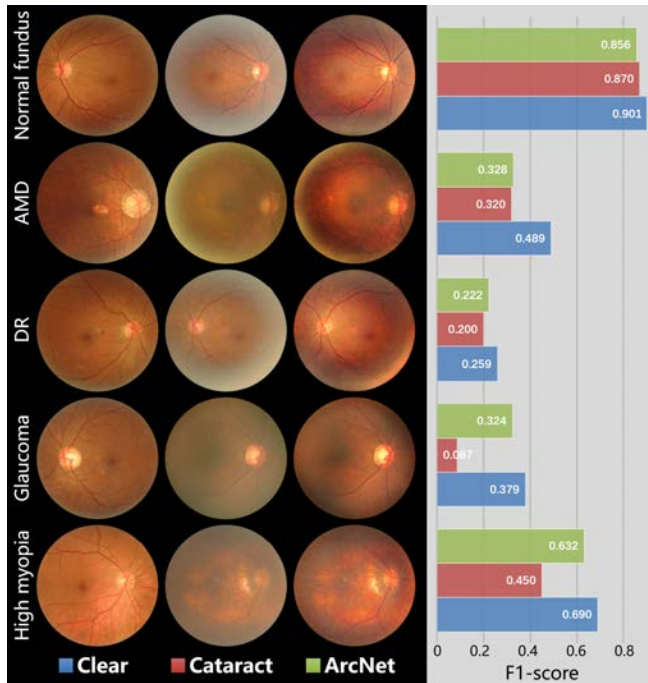 Normal fundus
0.856
0.870
0.901
AMD
0.328
0.320
0.489
DR
0.222
0.200
0.259
Glaucoma
0.324
0.087
0.379
High myopia
0.632
0.450
0.690
Clear Cataract ArcNet
0 0.2 0.4 0.6 0.8
F1-score